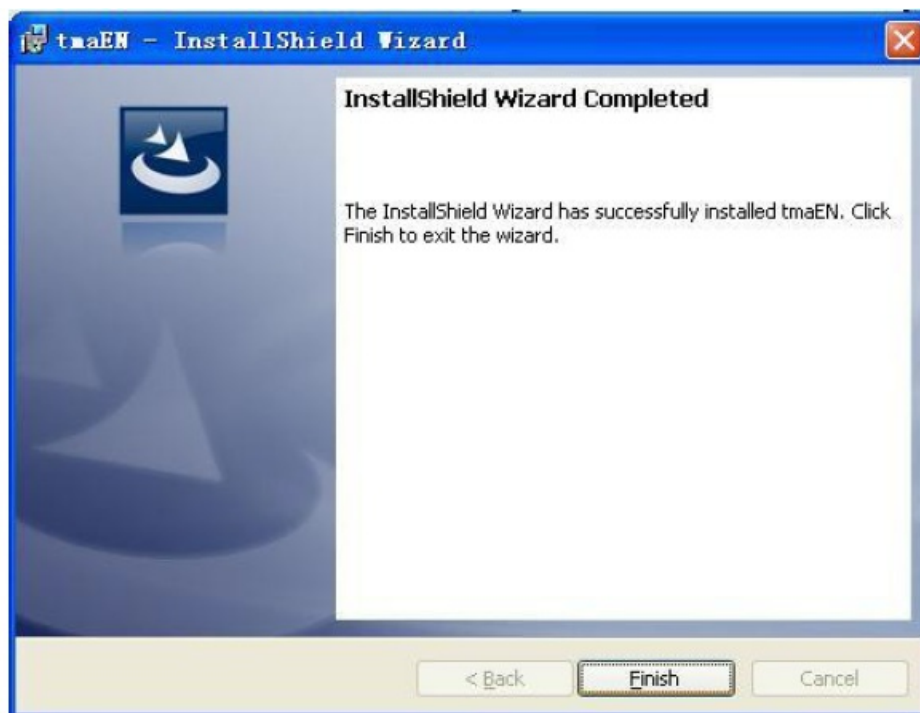 tmaEN - InstallShield Wizard
InstallShield Wizard Completed
The InstallShield Wizard has successfully installed tmaEN. Click
Finish to exit the wizard.
< Back
Finish
Cancel